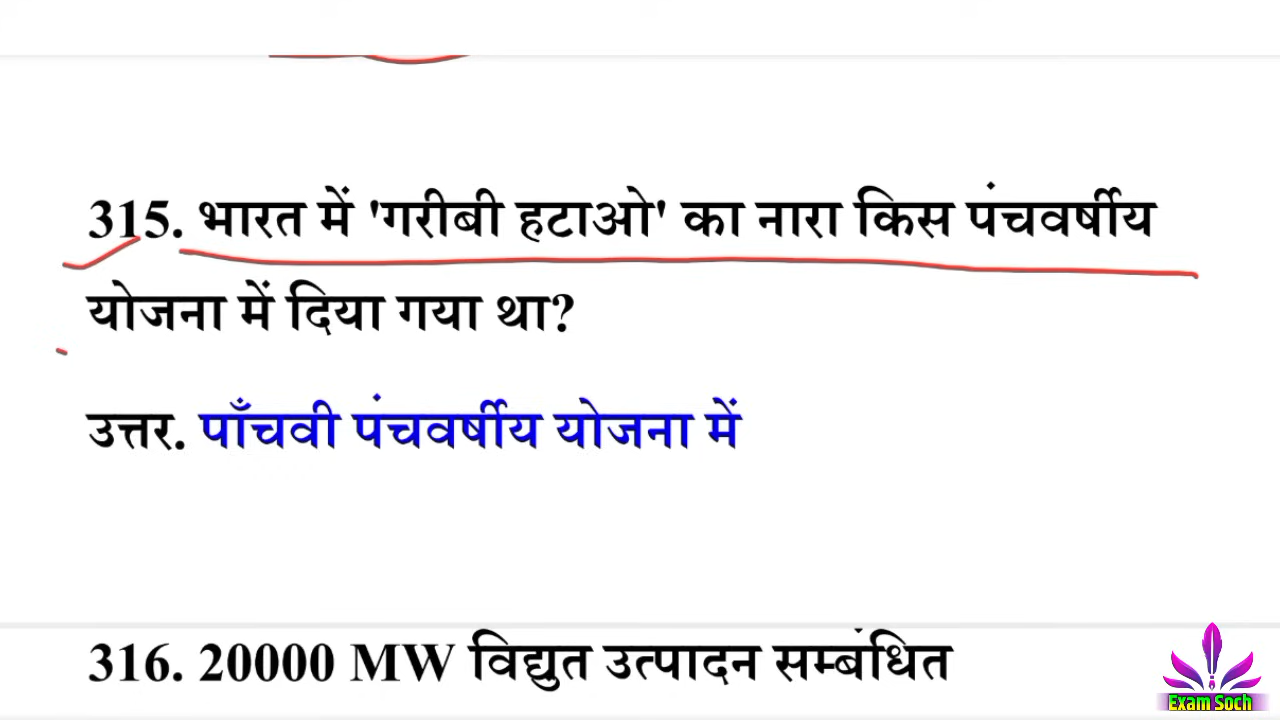 315. भारत में 'गरीबी हटाओ' का नारा किस पंचवर्षीय
योजना में दिया गया था?
उत्तर. पाँचवी पंचवर्षीय योजना में
316. 20000 MW विद्युत उत्पादन सम्बंधित
Exam Soch